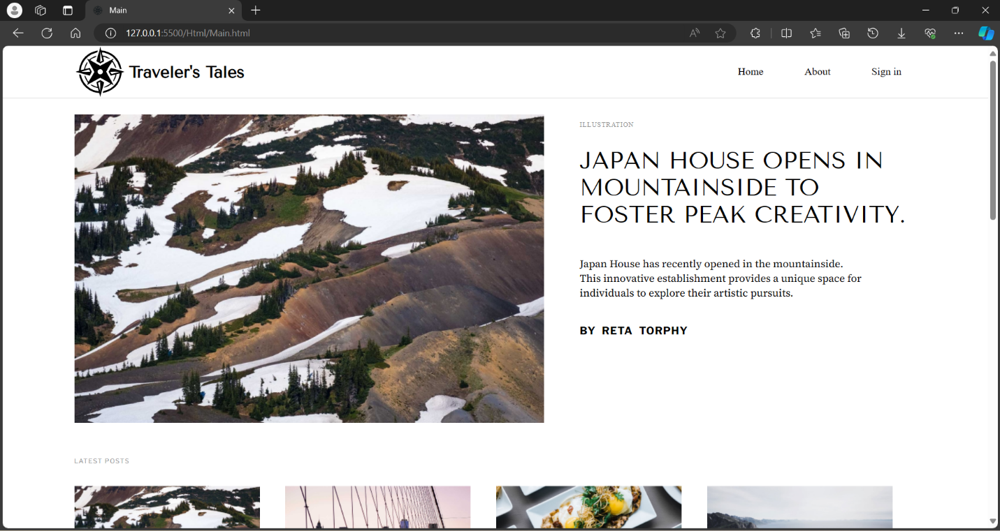 Main
127.0.0.1:5500/Html/Main.html
Traveler's Tales
Home About Sign in
ILLUSTRATION
JAPAN HOUSE OPENS IN
MOUNTAINSIDE TO
FOSTER PEAK CREATIVITY.
Japan House has recently opened in the mountainside.
This innovative establishment provides a unique space for
individuals to explore their artistic pursuits.
BY RETA TORPHY
LATEST POSTS